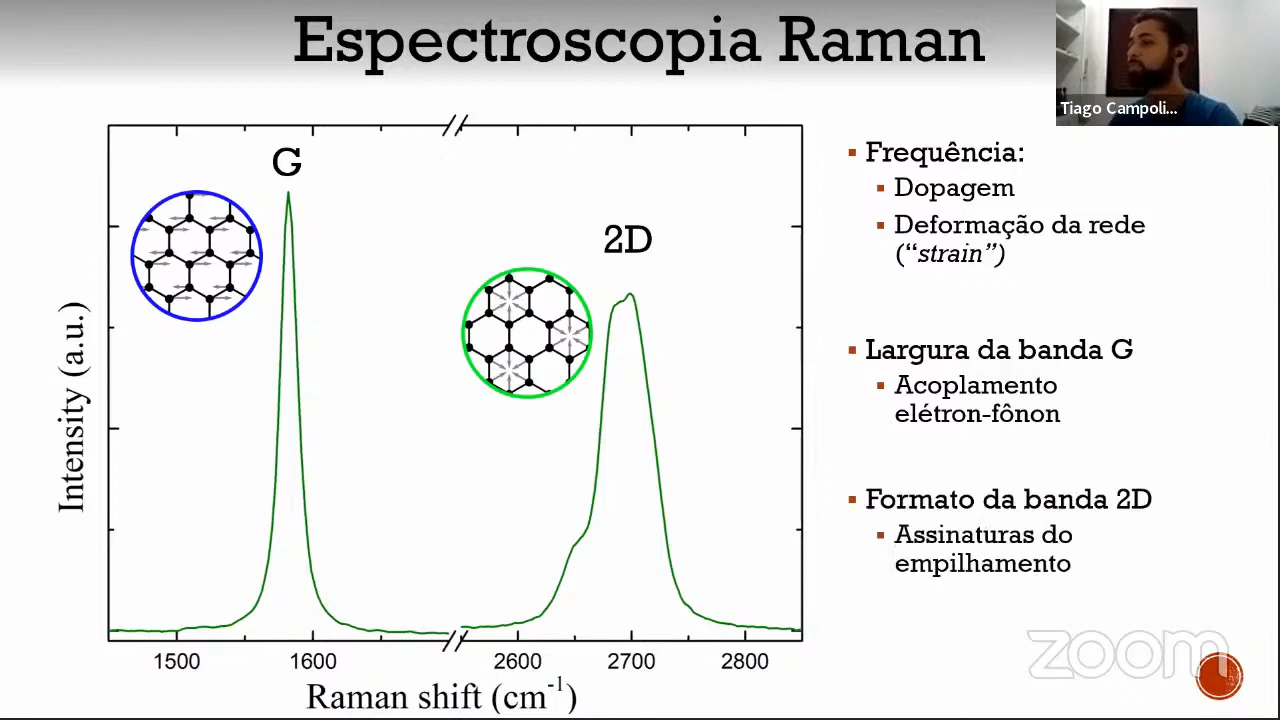 Espectroscopia Raman
Tiago Campoli...
G
2D
Intensity (a.u.)
1500
1600
2600
2700
2800
Raman shift (cm⁻¹)
Frequência:
Dopagem
Deformação da rede
(“strain”)
Largura da banda G
Acoplamento
elétron-fônon
Formato da banda 2D
Assinaturas do
empilhamento
zoom